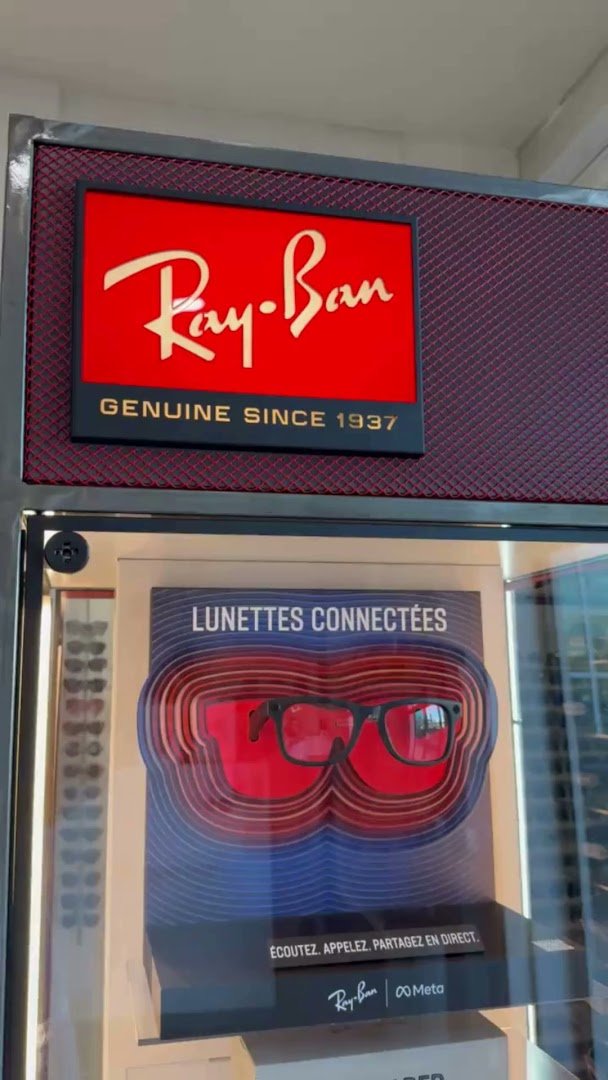 Ray-Ban
GENUINE SINCE 1937
LUNETTES CONNECTÉES
ÉCOUTEZ. APPELEZ. PARTAGEZ EN DIRECT.
Ray-Ban | Meta